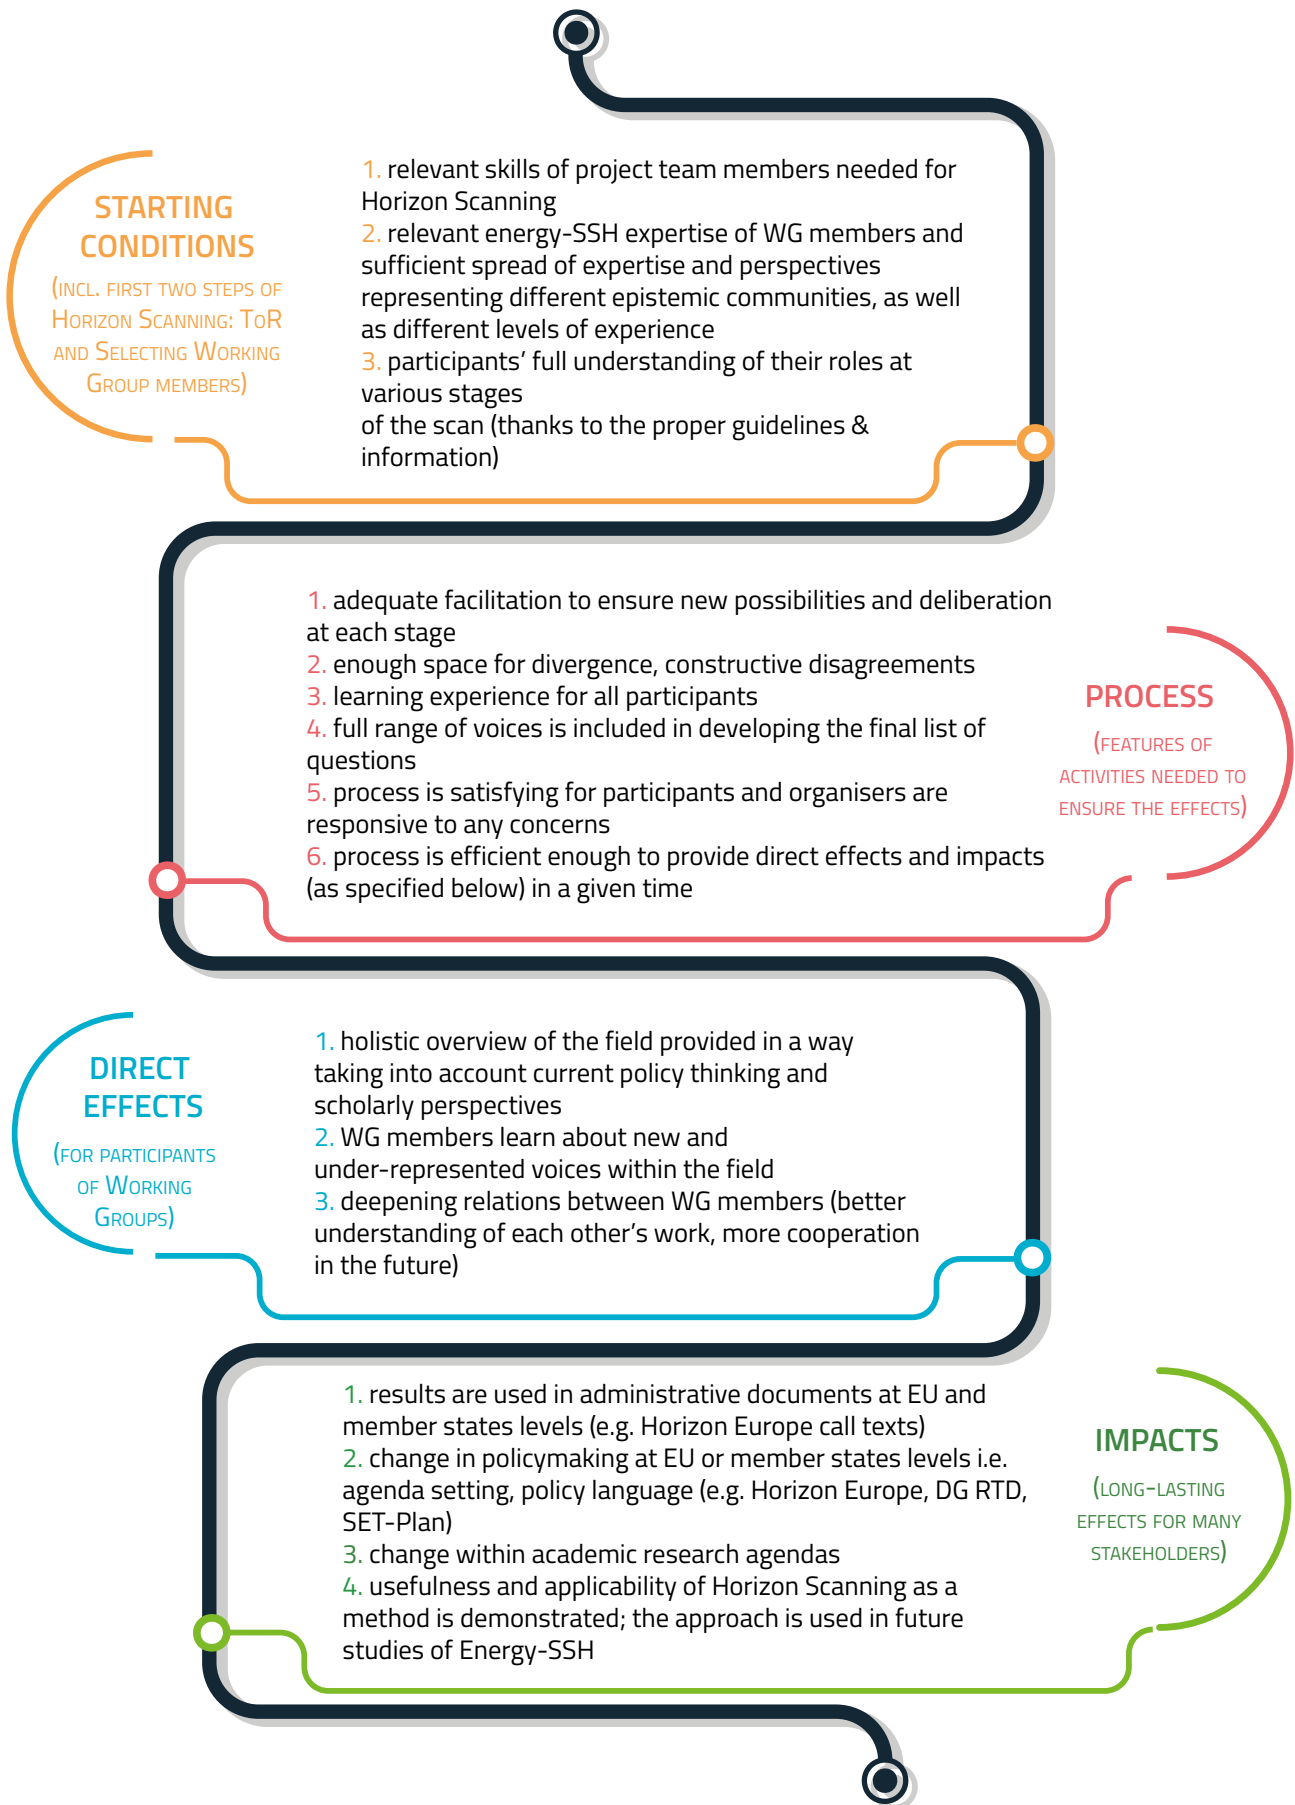 STARTING
CONDITIONS
(incl. first two steps of
Horizon Scanning: ToR
and Selecting Working
Group members)
1. relevant skills of project team members needed for
Horizon Scanning
2. relevant energy-SSH expertise of WG members and
sufficient spread of expertise and perspectives
representing different epistemic communities, as well
as different levels of experience
3. participants’ full understanding of their roles at
various stages
of the scan (thanks to the proper guidelines &
information)
1. adequate facilitation to ensure new possibilities and deliberation
at each stage
2. enough space for divergence, constructive disagreements
3. learning experience for all participants
4. full range of voices is included in developing the final list of
questions
5. process is satisfying for participants and organisers are
responsive to any concerns
6. process is efficient enough to provide direct effects and impacts
(as specified below) in a given time
PROCESS
(features of
activities needed to
ensure the effects)
DIRECT
EFFECTS
(for participants
of Working
Groups)
1. holistic overview of the field provided in a way
taking into account current policy thinking and
scholarly perspectives
2. WG members learn about new and
under-represented voices within the field
3. deepening relations between WG members (better
understanding of each other’s work, more cooperation
in the future)
1. results are used in administrative documents at EU and
member states levels (e.g. Horizon Europe call texts)
2. change in policymaking at EU or member states levels i.e.
agenda setting, policy language (e.g. Horizon Europe, DG RTD,
SET-Plan)
3. change within academic research agendas
4. usefulness and applicability of Horizon Scanning as a
method is demonstrated; the approach is used in future
studies of Energy-SSH
IMPACTS
(long-lasting
effects for many
stakeholders)